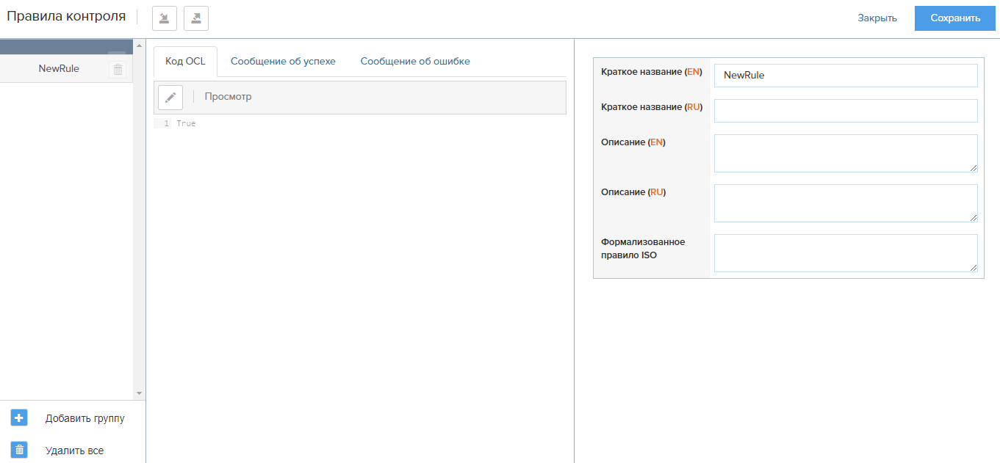 Правила контроля
Закрыть
Сохранить
NewRule
Добавить группу
Удалить все
Код OCL
Сообщение об успехе
Сообщение об ошибке
Просмотр
1 True
Краткое название (EN)
NewRule
Краткое название (RU)
Описание (EN)
Описание (RU)
Формализованное
правило ISO